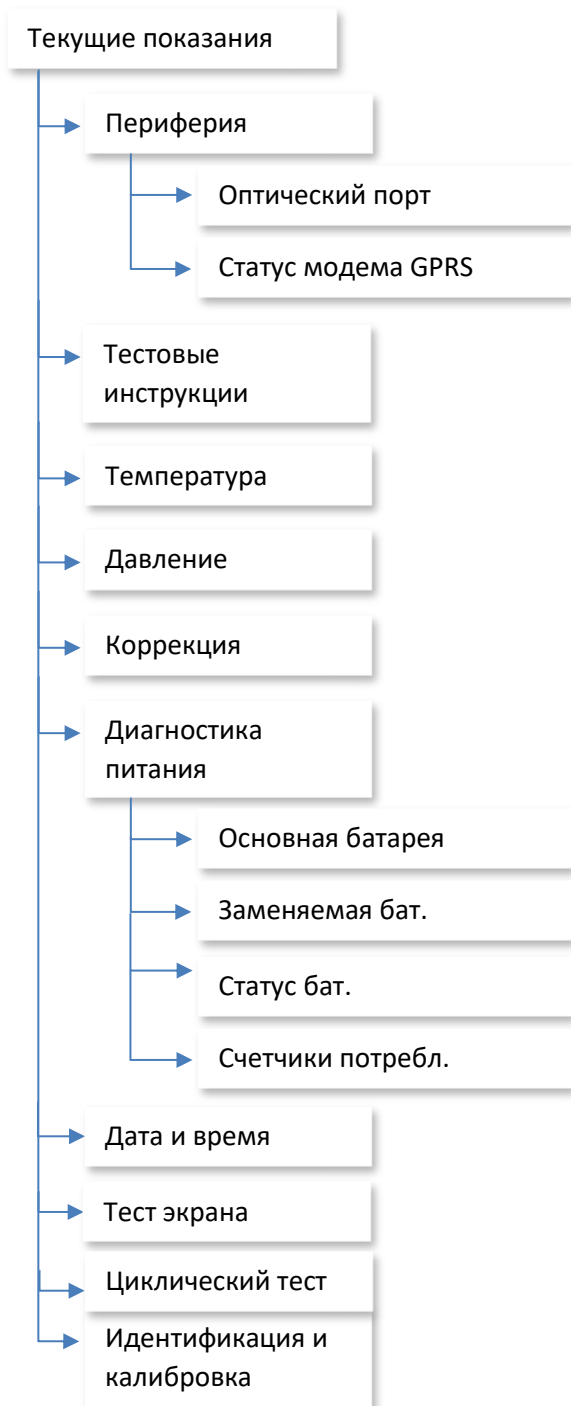 Текущие показания
Периферия
Оптический порт
Статус модема GPRS
Тестовые
инструкции
Температура
Давление
Коррекция
Диагностика
питания
Основная батарея
Заменяемая бат.
Статус бат.
Счетчики потребл.
Дата и время
Тест экрана
Циклический тест
Идентификация и
калибровка